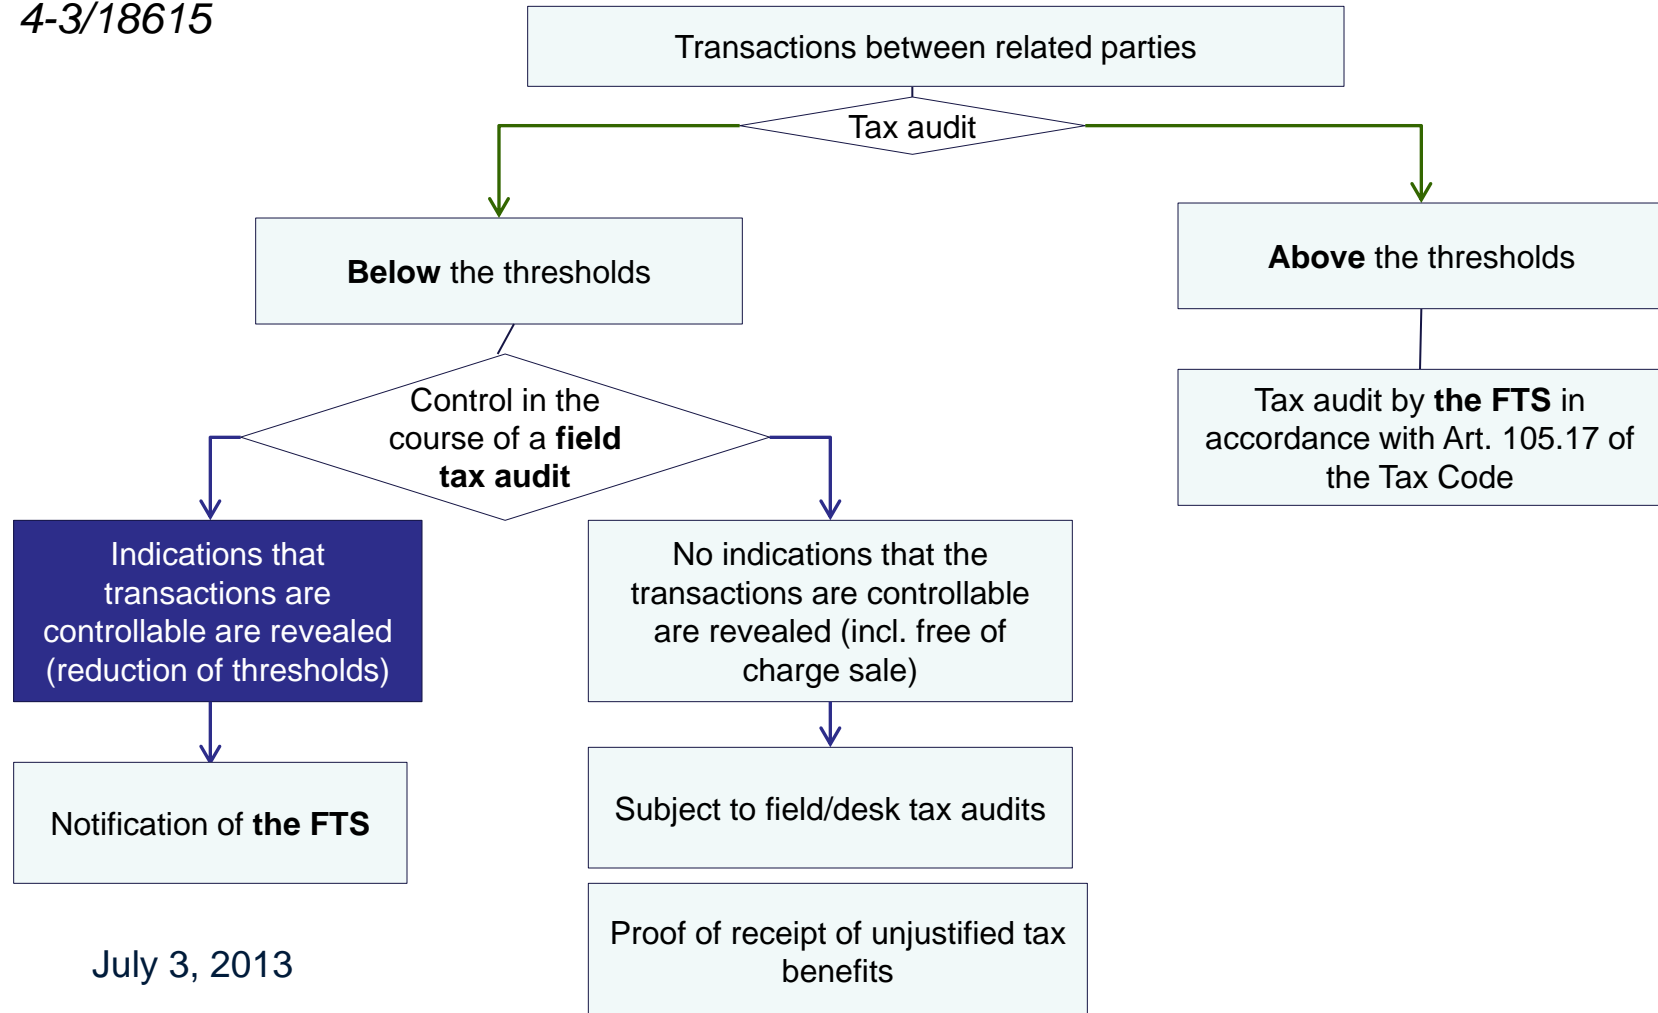 4-3/18615
Transactions between related parties
Tax audit
Below the thresholds
Above the thresholds
Control in the
course of a field
tax audit
Tax audit by the FTS in
accordance with Art. 105.17 of
the Tax Code
Indications that
transactions are
controllable are revealed
(reduction of thresholds)
No indications that the
transactions are controllable
are revealed (incl. free of
charge sale)
Notification of the FTS
Subject to field/desk tax audits
Proof of receipt of unjustified tax
benefits
July 3, 2013